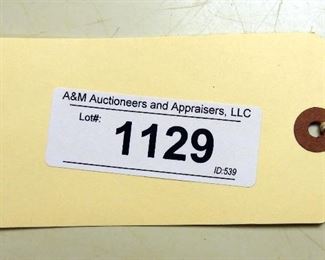 A&M Auctioneers and Appraisers, LLC
Lot#:
1129
ID:539